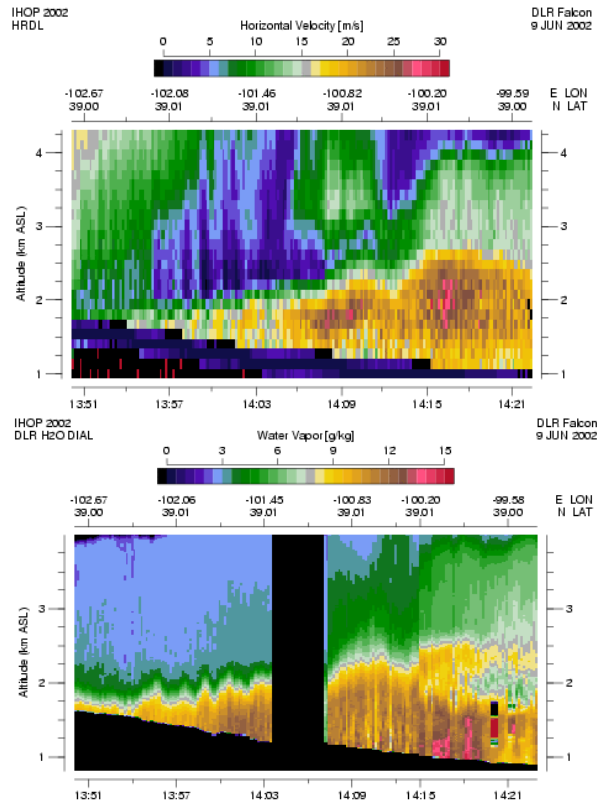 IHOP 2002 DLR Falcon
HRDL Horizontal Velocity [m/s] 9 JUN 2002
0 5 10 15 20 25 30
-102.67 -102.08 -101.46 -100.82 -100.20 -99.59 E LON
39.00 39.01 39.01 39.01 39.01 39.00 N LAT
Altitude (km ASL)
4 4
3 3
2 2
1 1
13:51 13:57 14:03 14:09 14:15 14:21
IHOP 2002 DLR Falcon
DLR H2O DIAL Water Vapor [g/kg] 9 JUN 2002
0 3 6 9 12 15
-102.67 -102.06 -101.45 -100.83 -100.20 -99.58 E LON
39.00 39.01 39.01 39.01 39.01 39.00 N LAT
Altitude (km ASL)
3 3
2 2
1 1
13:51 13:57 14:03 14:09 14:15 14:21